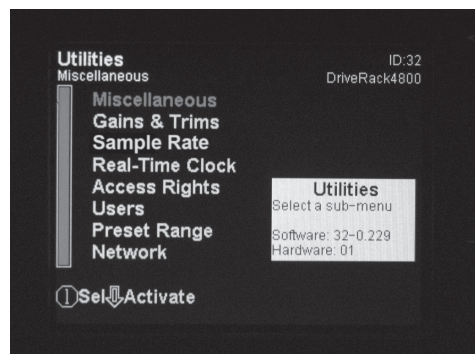 Utilities
ID:32
Miscellaneous
DriveRack4800
Miscellaneous
Gains & Trims
Sample Rate
Real-Time Clock
Access Rights
Users
Preset Range
Network
Utilities
Select a sub-menu
Software: 32-0.229
Hardware: 01
1 Sel Activate